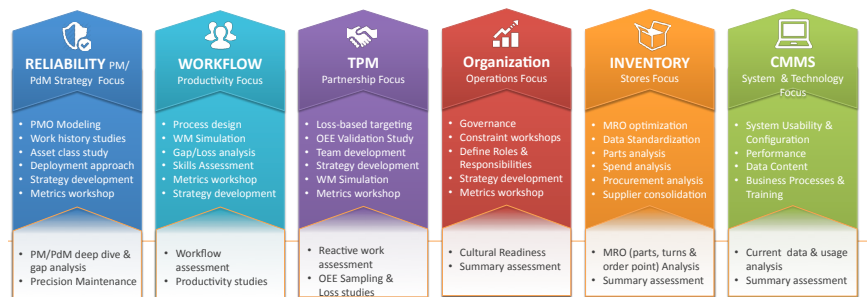 RELIABILITY PM/
PdM Strategy Focus
• PMO Modeling
• Work history studies
• Asset class study
• Deployment approach
• Strategy development
• Metrics workshop
• PM/PdM deep dive &
gap analysis
• Precision Maintenance
WORKFLOW
Productivity Focus
• Process design
• WM Simulation
• Gap/Loss analysis
• Skills Assessment
• Metrics workshop
• Strategy development
• Workflow
assessment
• Productivity studies
TPM
Partnership Focus
• Loss-based targeting
• OEE Validation Study
• Team development
• Strategy development
• WM Simulation
• Metrics workshop
• Reactive work
assessment
• OEE Sampling &
Loss studies
Organization
Operations Focus
• Governance
• Constraint workshops
• Define Roles &
Responsibilities
• Strategy development
• Metrics workshop
• Cultural Readiness
• Summary assessment
INVENTORY
Stores Focus
• MRO optimization
• Data Standardization
• Parts analysis
• Spend analysis
• Procurement analysis
• Supplier consolidation
• MRO (parts, turns &
order point) Analysis
• Summary assessment
CMMS
System & Technology
Focus
• System Usability &
Configuration
• Performance
• Data Content
• Business Processes &
Training
• Current data & usage
analysis
• Summary assessment